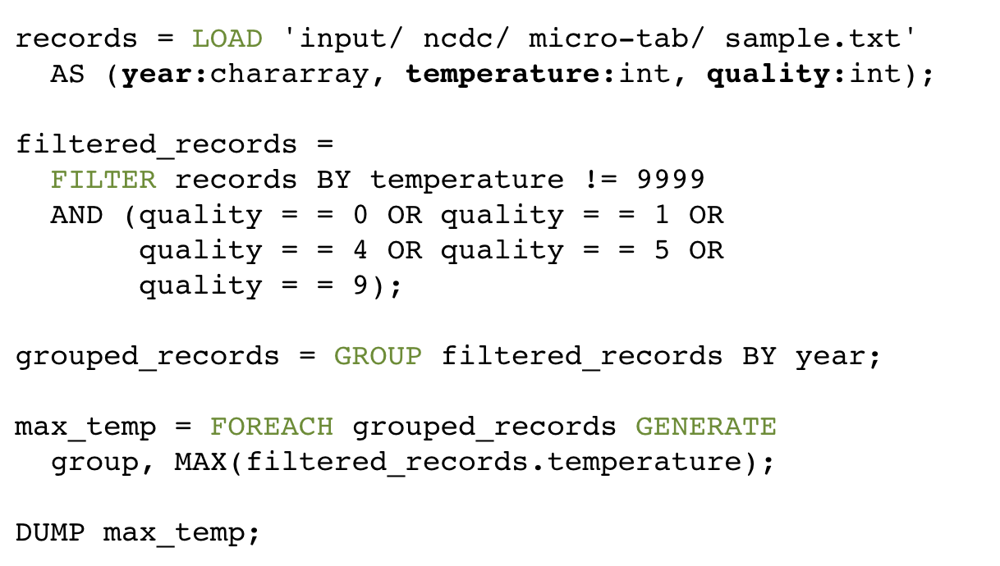 records = LOAD 'input/ ncdc/ micro-tab/ sample.txt'
AS (year:chararray, temperature:int, quality:int);
filtered_records =
FILTER records BY temperature != 9999
AND (quality = = 0 OR quality = = 1 OR
quality = = 4 OR quality = = 5 OR
quality = = 9);
grouped_records = GROUP filtered_records BY year;
max_temp = FOREACH grouped_records GENERATE
group, MAX(filtered_records.temperature);
DUMP max_temp;